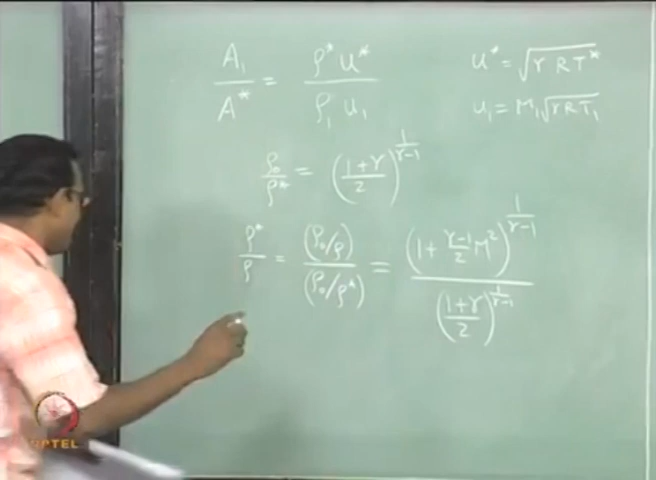 A₁/A* = ρ* u*/ρ₁ u₁    u* = √(γ R T*)
u₁ = M₁√(γ R T₁)
ρ₀/ρ* = ((1+γ)/2)^(1/(γ-1))
ρ*/ρ = (ρ₀/ρ)/(ρ₀/ρ*) = (1 + (γ-1)/2 M²)^(1/(γ-1))/((1+γ)/2)^(1/(γ-1))
NPTEL